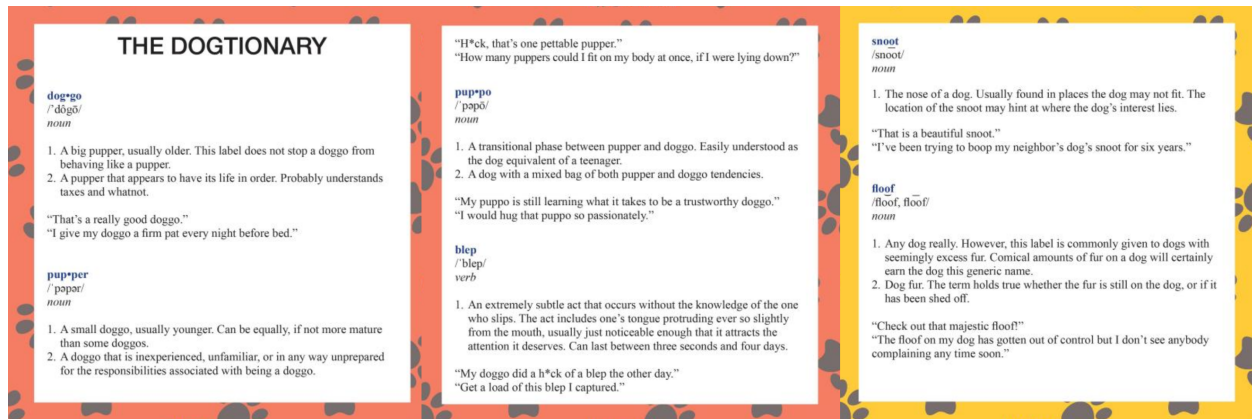 THE DOGTIONARY
dog•go
/ˈdôgō/
noun
1. A big pupper, usually older. This label does not stop a doggo from
behaving like a pupper.
2. A pupper that appears to have its life in order. Probably understands
taxes and whatnot.
“That’s a really good doggo.”
“I give my doggo a firm pat every night before bed.”
pup•per
/ˈpəpər/
noun
1. A small doggo, usually younger. Can be equally, if not more mature
than some doggos.
2. A doggo that is inexperienced, unfamiliar, or in any way unprepared
for the responsibilities associated with being a doggo.
“H*ck, that’s one pettable pupper.”
“How many puppers could I fit on my body at once, if I were lying down?”
pup•po
/ˈpəpō/
noun
1. A transitional phase between pupper and doggo. Easily understood as
the dog equivalent of a teenager.
2. A dog with a mixed bag of both pupper and doggo tendencies.
“My puppo is still learning what it takes to be a trustworthy doggo.”
“I would hug that puppo so passionately.”
blep
/ˈblep/
verb
1. An extremely subtle act that occurs without the knowledge of the one
who slips. The act includes one’s tongue protruding ever so slightly
from the mouth, usually just noticeable enough that it attracts the
attention it deserves. Can last between three seconds and four days.
“My doggo did a h*ck of a blep the other day.”
“Get a load of this blep I captured.”
snoot
/sno͞ot/
noun
1. The nose of a dog. Usually found in places the dog may not fit. The
location of the snoot may hint at where the dog’s interest lies.
“That is a beautiful snoot.”
“I’ve been trying to boop my neighbor’s dog’s snoot for six years.”
floof
/flo͞of, flo͞of/
noun
1. Any dog really. However, this label is commonly given to dogs with
seemingly excess fur. Comical amounts of fur on a dog will certainly
earn the dog this generic name.
2. Dog fur. The term holds true whether the fur is still on the dog, or if it
has been shed off.
“Check out that majestic floof!”
“The floof on my dog has gotten out of control but I don’t see anybody
complaining any time soon.”